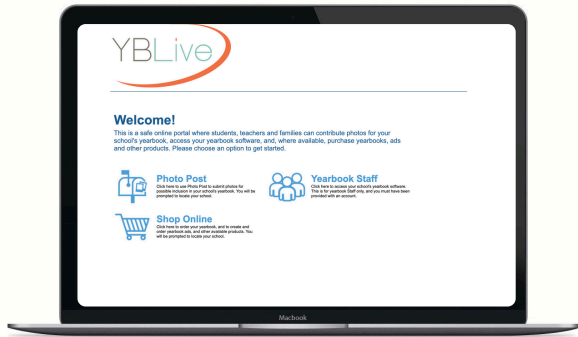 YBLive
Welcome!
This is a safe online portal where students, teachers and families can contribute photos for your
school's yearbook, access your yearbook software, and, where available, purchase yearbooks, ads
and other products. Please choose an option to get started.
Photo Post
Click here to use Photo Post to submit photos for
possible inclusion in your school's yearbook. You will be
prompted to locate your school.
Yearbook Staff
Click here to access your school's yearbook software.
This is for yearbook Staff only, and you must have been
provided with an account.
Shop Online
Click here to order your yearbook, and to create and
order yearbook ads, and other available products. You
will be prompted to locate your school.
Macbook